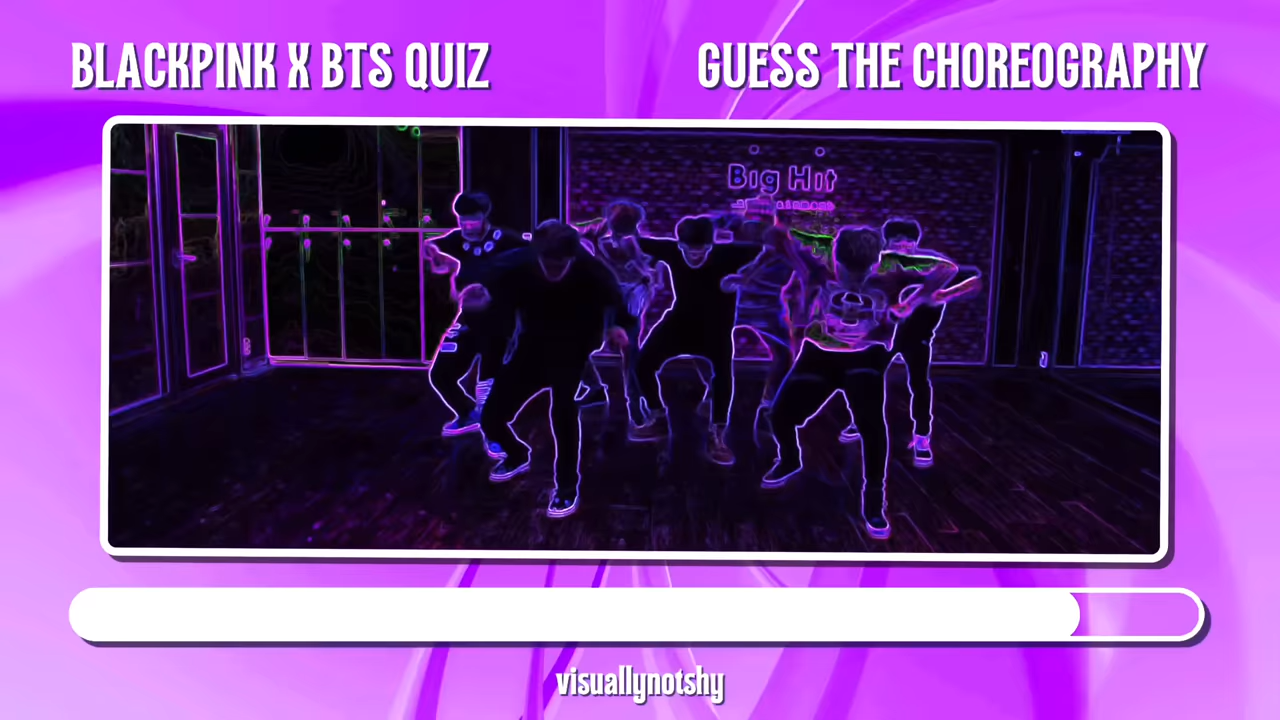 BLACKPINK X BTS QUIZ
GUESS THE CHOREOGRAPHY
Big Hit
visuallynotshy